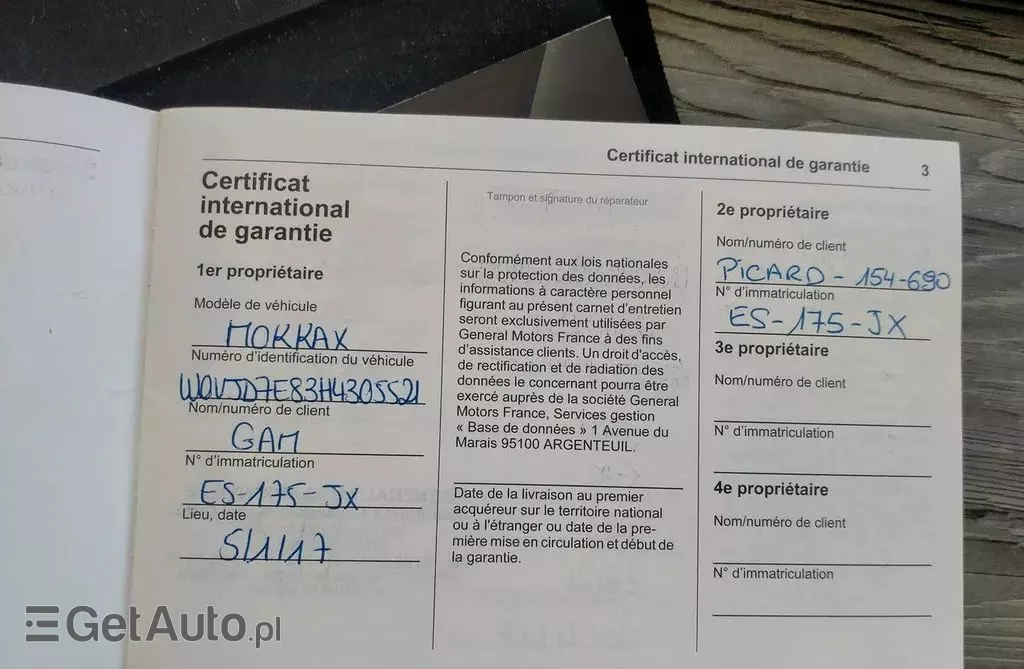 Certificat international de garantie 3
Certificat
international
de garantie
1er propriétaire
Modèle de véhicule
MOKKAX
Numéro d'identification du véhicule
W0VJD7E83H4305521
Nom/numéro de client
GAM
N° d'immatriculation
ES-175-JX
Lieu, date
5/1/17
Tampon et signature du réparateur
Conformément aux lois nationales
sur la protection des données, les
informations à caractère personnel
figurant au présent carnet d'entretien
seront exclusivement utilisées par
General Motors France à des fins
d'assistance clients. Un droit d'accès,
de rectification et de radiation des
données le concernant pourra être
exercé auprès de la société General
Motors France, Services gestion
« Base de données » 1 Avenue du
Marais 95100 ARGENTEUIL.
Date de la livraison au premier
acquéreur sur le territoire national
ou à l'étranger ou date de la pre-
mière mise en circulation et début de
la garantie.
2e propriétaire
Nom/numéro de client
PICARD - 154-690
N° d'immatriculation
ES-175-JX
3e propriétaire
Nom/numéro de client
N° d'immatriculation
4e propriétaire
Nom/numéro de client
N° d'immatriculation
GetAuto.pl